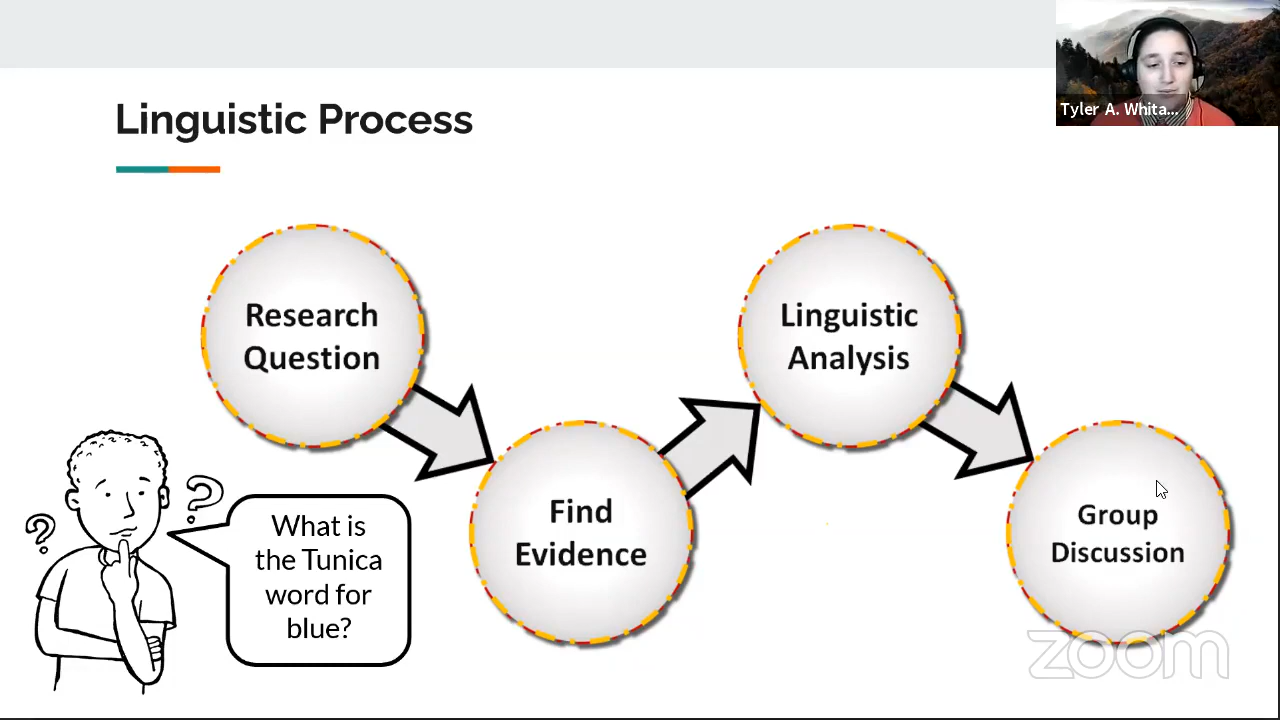 Tyler A. Whita...
Linguistic Process
Research
Question
Linguistic
Analysis
Find
Evidence
Group
Discussion
?
?
What is
the Tunica
word for
blue?
zoom